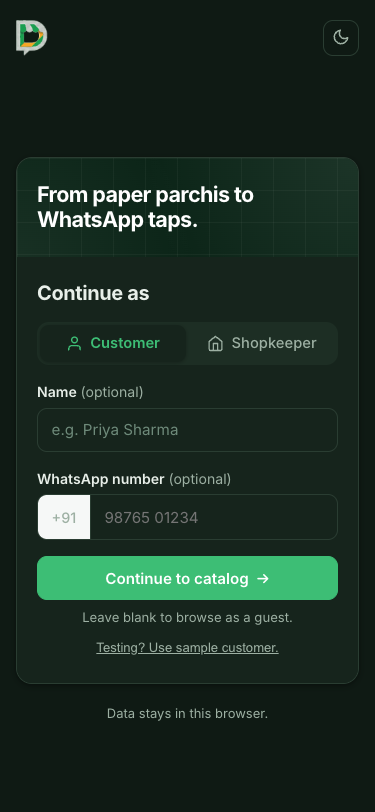 From paper parchis to
WhatsApp taps.
Continue as
Customer
Shopkeeper
Name (optional)
e.g. Priya Sharma
WhatsApp number (optional)
+91
98765 01234
Continue to catalog →
Leave blank to browse as a guest.
Testing? Use sample customer.
Data stays in this browser.